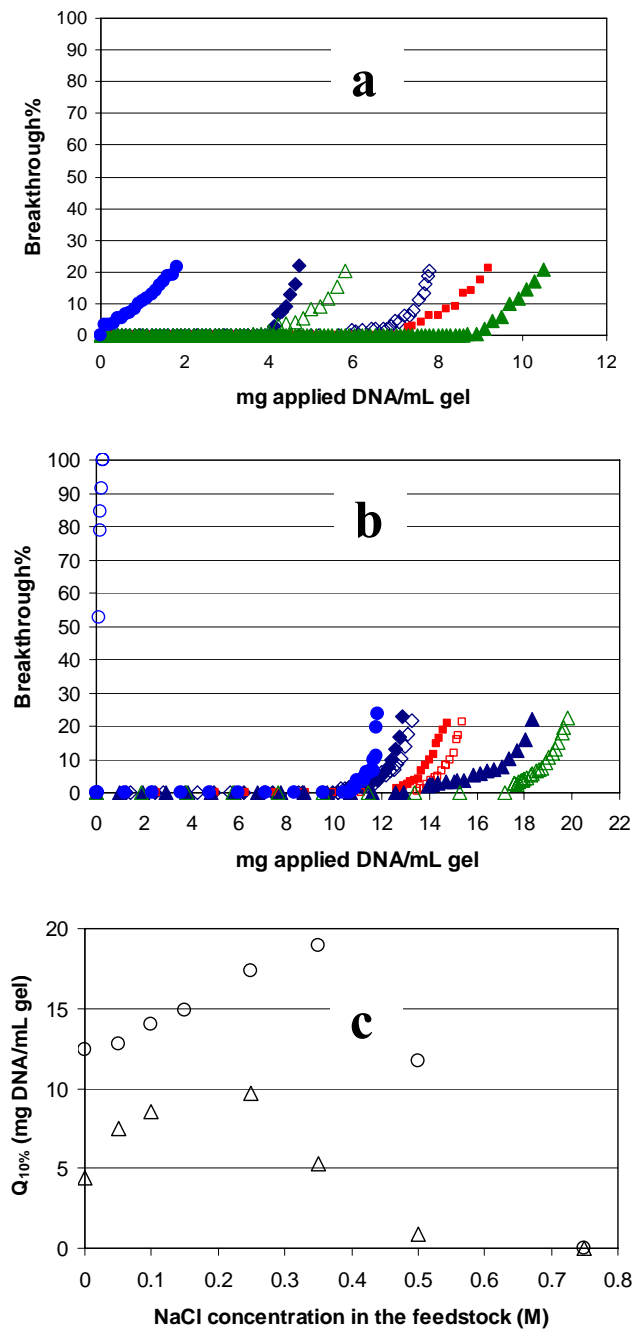 100
90
80
70
60
50
40
30
20
10
0
Breakthrough%
a
0 2 4 6 8 10 12
mg applied DNA/mL gel
100
90
80
70
60
50
40
30
20
10
0
Breakthrough%
b
0 2 4 6 8 10 12 14 16 18 20 22
mg applied DNA/mL gel
20
15
10
5
0
Q10% (mg DNA/mL gel)
c
0 0.1 0.2 0.3 0.4 0.5 0.6 0.7 0.8
NaCl concentration in the feedstock (M)